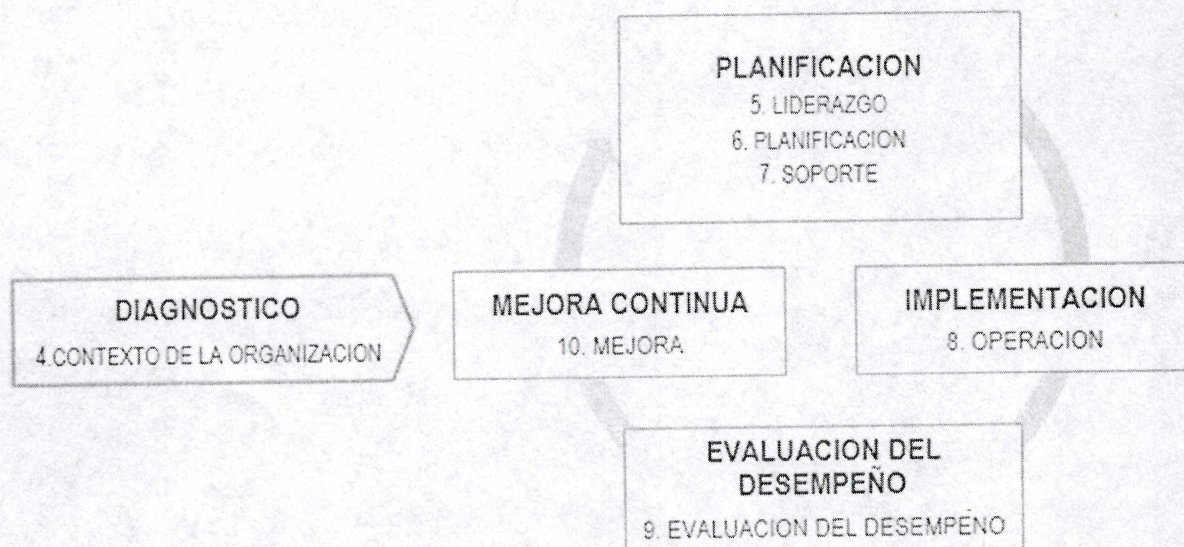 PLANIFICACION
5. LIDERAZGO
6. PLANIFICACION
7. SOPORTE
DIAGNOSTICO
4.CONTEXTO DE LA ORGANIZACION
MEJORA CONTINUA
10. MEJORA
IMPLEMENTACION
8. OPERACION
EVALUACION DEL
DESEMPEÑO
9. EVALUACION DEL DESEMPENO